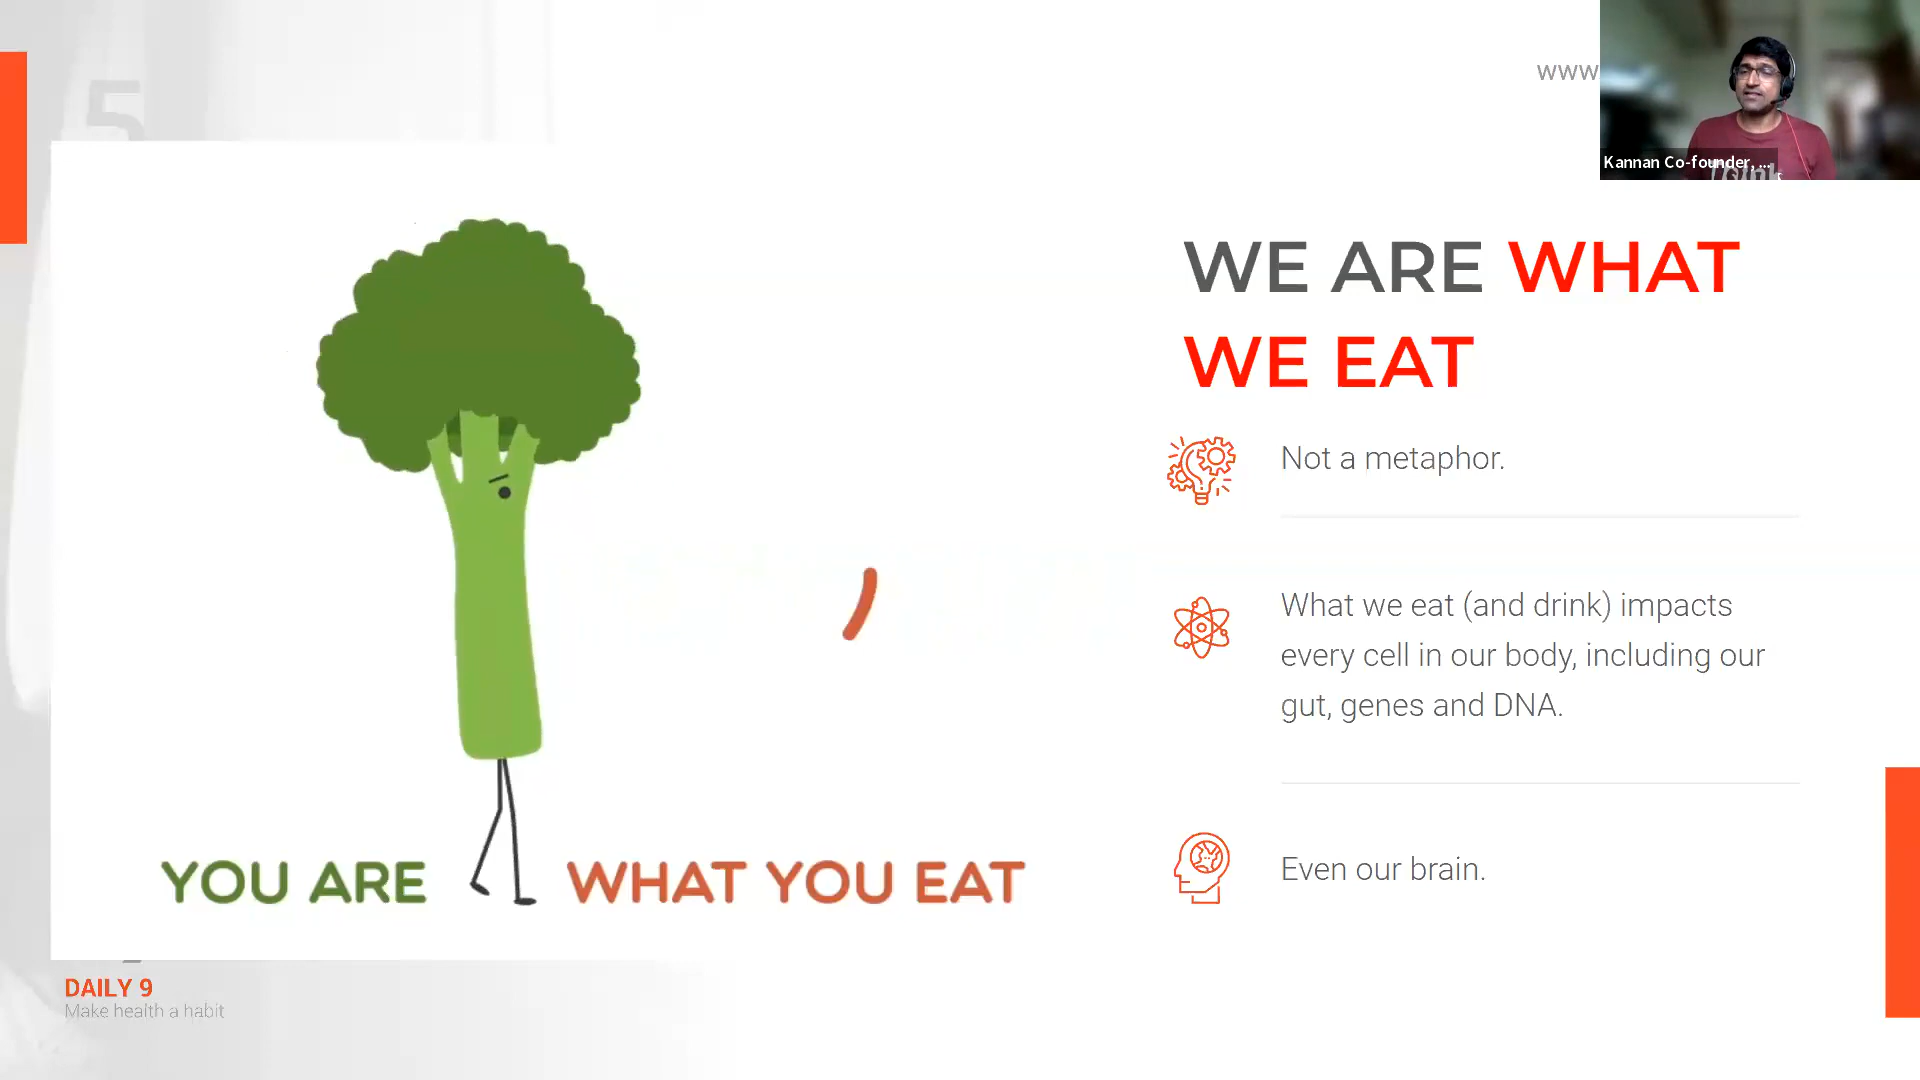 5
www
Kannan Co-founder, ...
WE ARE WHAT
WE EAT
Not a metaphor.
What we eat (and drink) impacts
every cell in our body, including our
gut, genes and DNA.
Even our brain.
YOU ARE WHAT YOU EAT
DAILY 9
Make health a habit